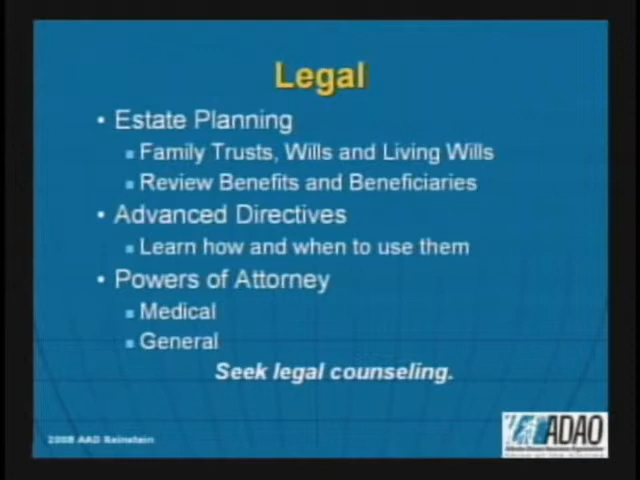 Legal
• Estate Planning
▪ Family Trusts, Wills and Living Wills
▪ Review Benefits and Beneficiaries
• Advanced Directives
▪ Learn how and when to use them
• Powers of Attorney
▪ Medical
▪ General
Seek legal counseling.
2008 AAD Reinstein
ADAO